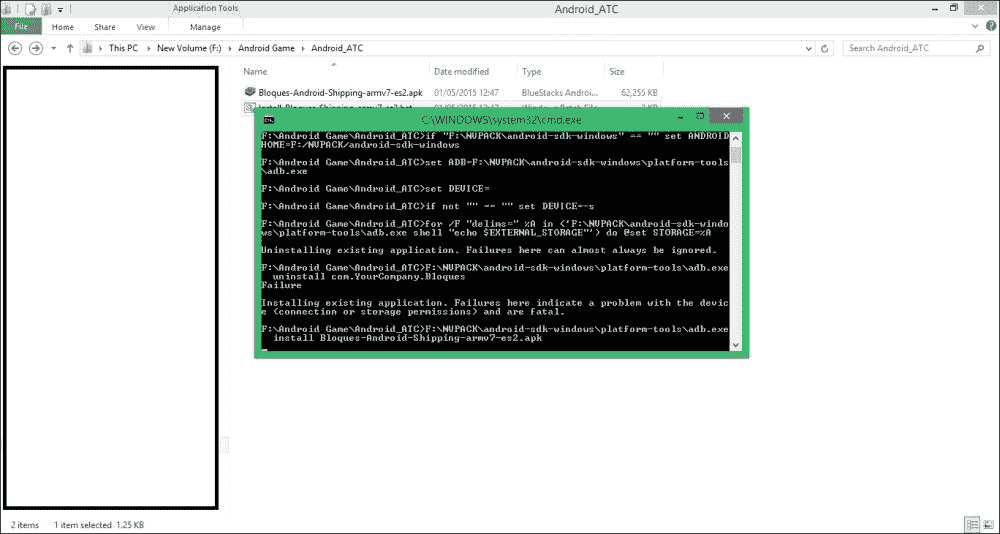 Application Tools
Android_ATC
File Home Share View Manage
This PC New Volume (F:) Android Game Android_ATC
Search Android_ATC
Name Date modified Type Size
Bloques-Android-Shipping-armv7-es2.apk 01/05/2015 12:47 BlueStacks Androi... 62,255 KB
Install_Bloques-Shipping-armv7-es2.bat 01/05/2015 12:47 Windows Batch File KB
C:\WINDOWS\system32\cmd.exe
F:\Android Game\Android_ATC>if "F:\NVPACK\android-sdk-windows" == "" set ANDROID
HOME=F:/NVPACK/android-sdk-windows
F:\Android Game\Android_ATC>set ADB=F:\NVPACK\android-sdk-windows\platform-tools
\adb.exe
F:\Android Game\Android_ATC>set DEVICE=
F:\Android Game\Android_ATC>if not "" == "" set DEVICE=-s
F:\Android Game\Android_ATC>for /F "delims=" %A in ('F:\NVPACK\android-sdk-windo
ws\platform-tools\adb.exe shell "echo $EXTERNAL_STORAGE"') do @set STORAGE=%A
Uninstalling existing application. Failures here can almost always be ignored.
F:\Android Game\Android_ATC>F:\NVPACK\android-sdk-windows\platform-tools\adb.exe
uninstall com.YourCompany.Bloques
Failure
Installing existing application. Failures here indicate a problem with the devic
e (connection or storage permissions) and are fatal.
F:\Android Game\Android_ATC>F:\NVPACK\android-sdk-windows\platform-tools\adb.exe
install Bloques-Android-Shipping-armv7-es2.apk
2 items 1 item selected 1.25 KB